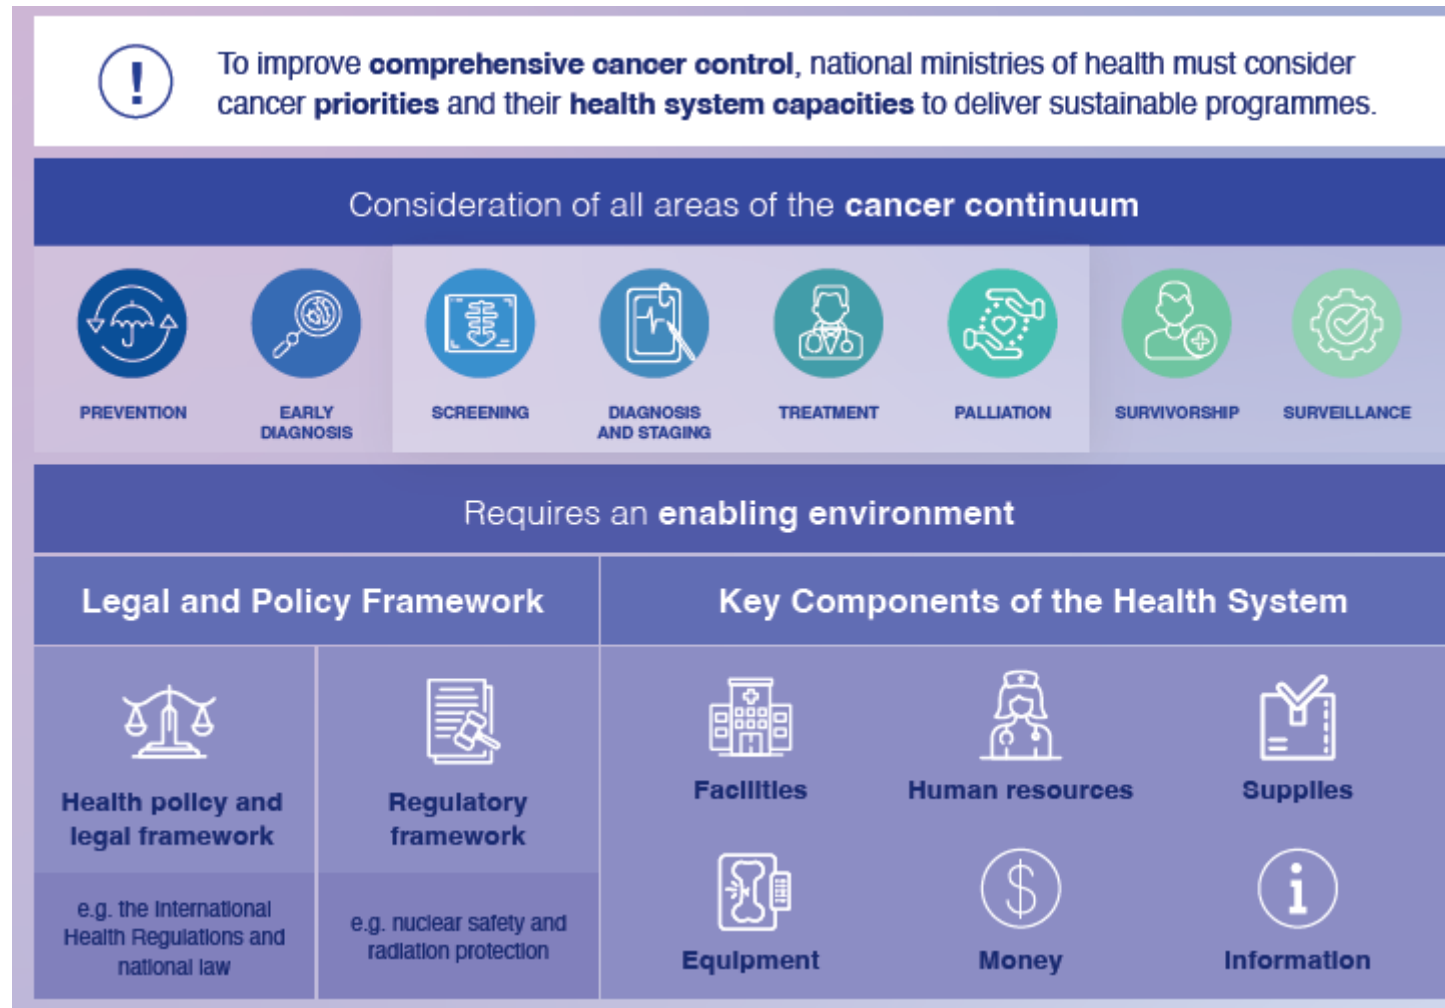 !
To improve comprehensive cancer control, national ministries of health must consider
cancer priorities and their health system capacities to deliver sustainable programmes.
Consideration of all areas of the cancer continuum
PREVENTION
EARLY
DIAGNOSIS
SCREENING
DIAGNOSIS
AND STAGING
TREATMENT
PALLIATION
SURVIVORSHIP
SURVEILLANCE
Requires an enabling environment
Legal and Policy Framework
Key Components of the Health System
Health policy and
legal framework
Regulatory
framework
e.g. the International
Health Regulations and
national law
e.g. nuclear safety and
radiation protection
Facilities
Human resources
Supplies
$
i
Equipment
Money
Information